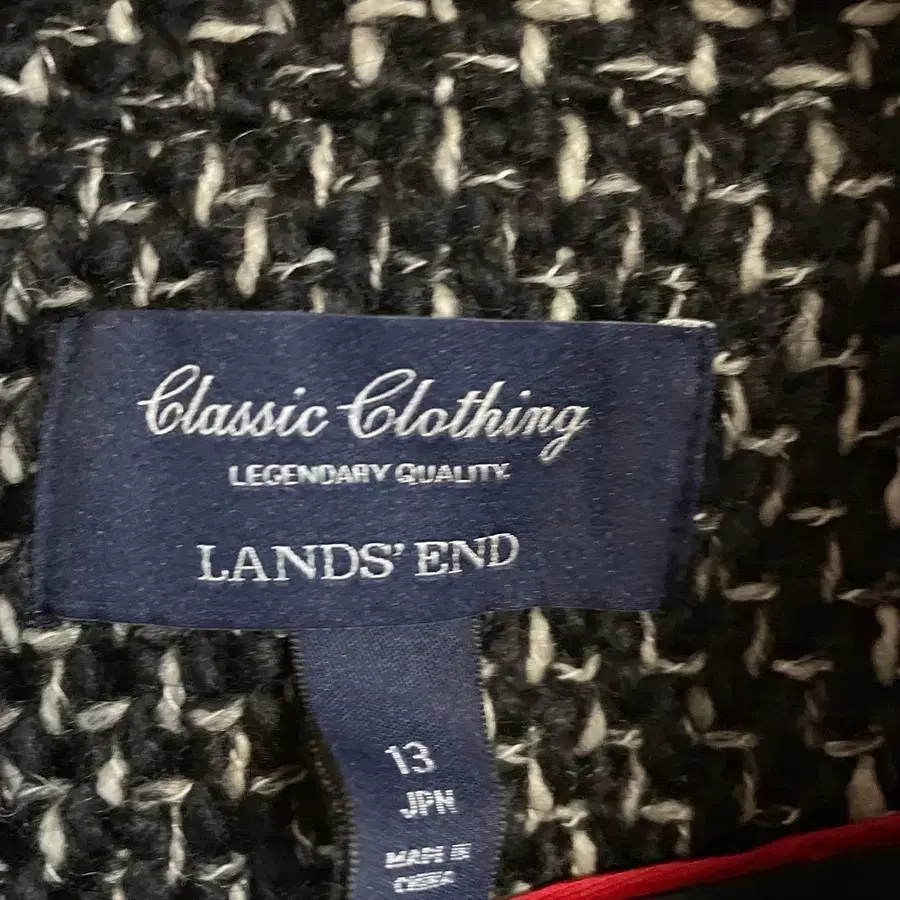 Classic Clothing
LEGENDARY QUALITY
LANDS' END
13
JPN
MADE IN
CHINA